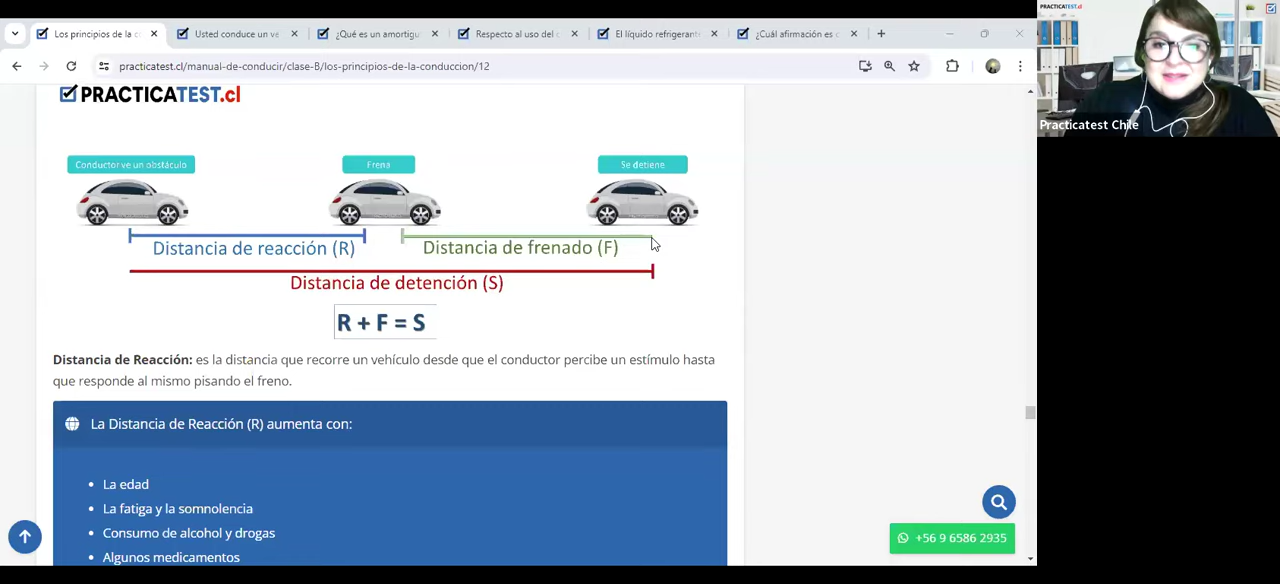 Los principios de la c
Usted conduce un ve
¿Qué es un amortigu
Respecto al uso del c
El líquido refrigerant
¿Cuál afirmación es c
practicatest.cl/manual-de-conducir/clase-B/los-principios-de-la-conduccion/12
PRACTICATEST.cl
PRACTICATEST.cl
Practicatest Chile
Conductor ve un obstáculo
Frena
Se detiene
Distancia de reacción (R)
Distancia de frenado (F)
Distancia de detención (S)
R + F = S
Distancia de Reacción: es la distancia que recorre un vehículo desde que el conductor percibe un estímulo hasta
que responde al mismo pisando el freno.
La Distancia de Reacción (R) aumenta con:
• La edad
• La fatiga y la somnolencia
• Consumo de alcohol y drogas
• Algunos medicamentos
+56 9 6586 2935